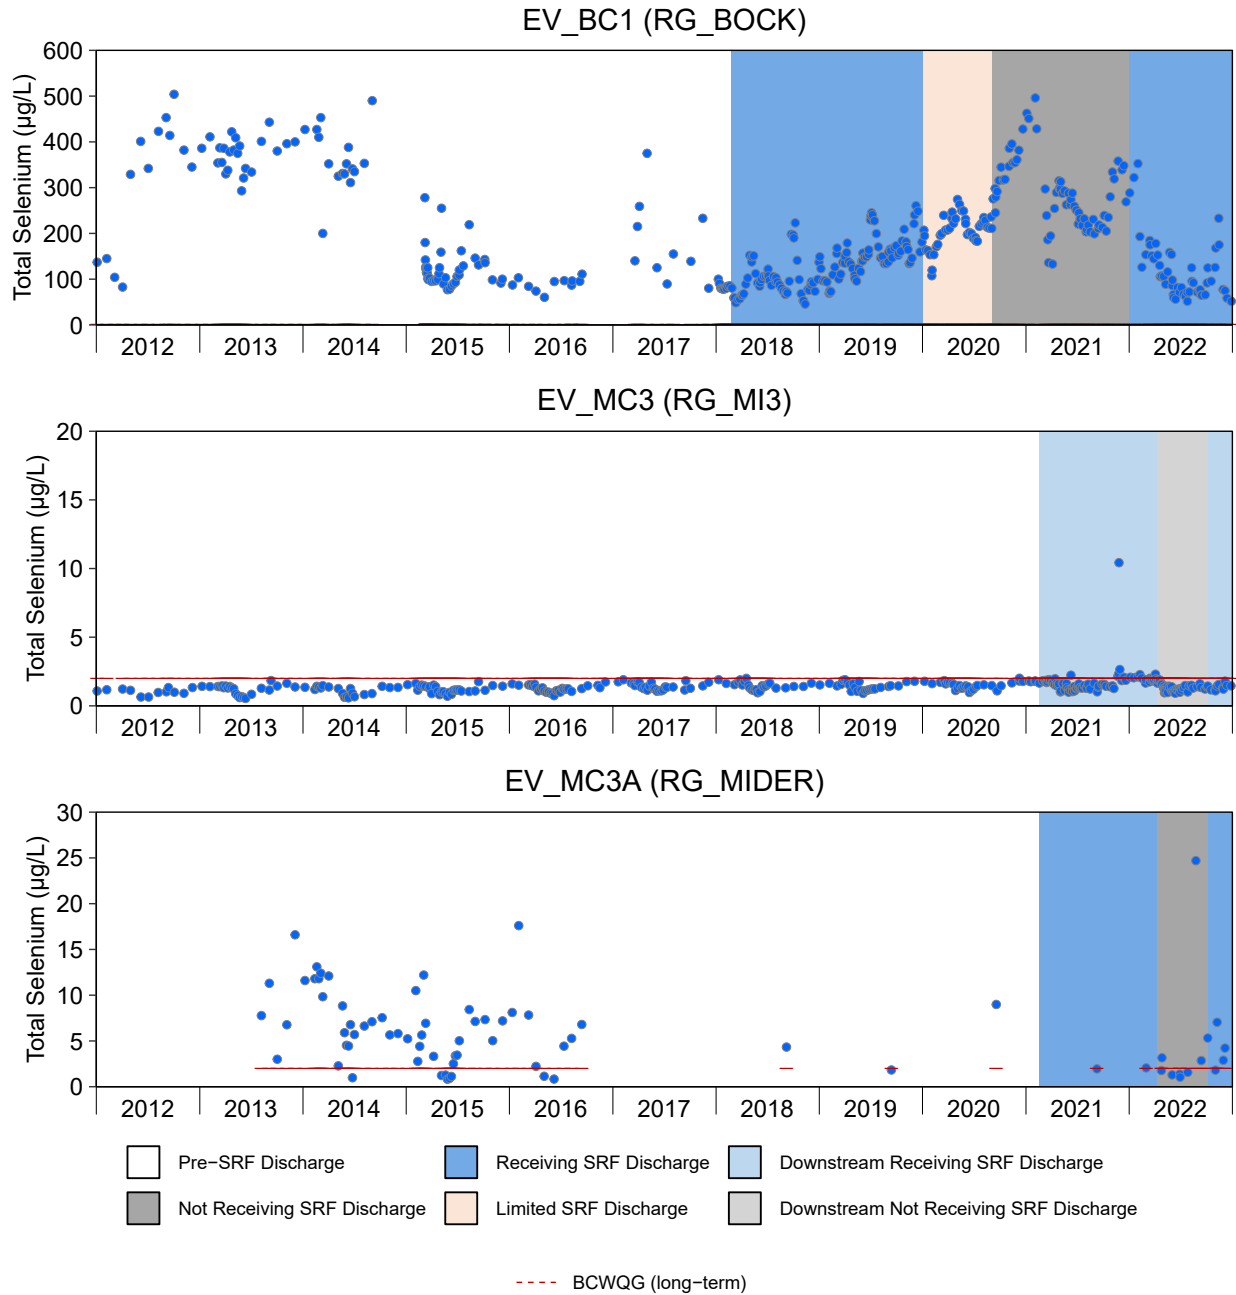 EV_BC1 (RG_BOCK)
Total Selenium (µg/L)
600
500
400
300
200
100
0
2012 2013 2014 2015 2016 2017 2018 2019 2020 2021 2022
EV_MC3 (RG_MI3)
Total Selenium (µg/L)
20
15
10
5
0
2012 2013 2014 2015 2016 2017 2018 2019 2020 2021 2022
EV_MC3A (RG_MIDER)
Total Selenium (µg/L)
30
25
20
15
10
5
0
2012 2013 2014 2015 2016 2017 2018 2019 2020 2021 2022
Pre−SRF Discharge Receiving SRF Discharge Downstream Receiving SRF Discharge
Not Receiving SRF Discharge Limited SRF Discharge Downstream Not Receiving SRF Discharge
BCWQG (long−term)